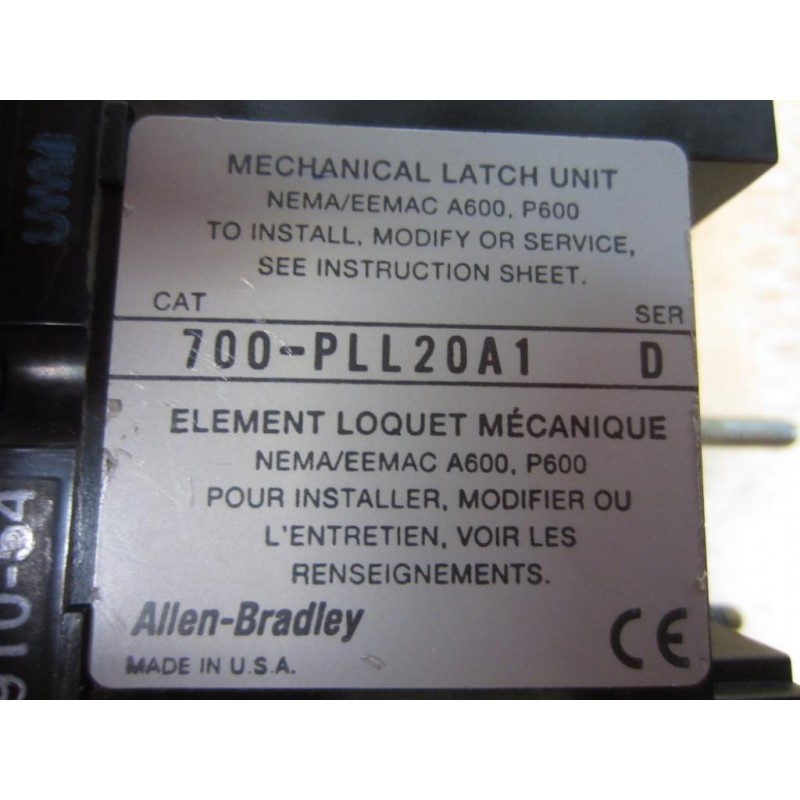 MECHANICAL LATCH UNIT
NEMA/EEMAC A600, P600
TO INSTALL, MODIFY OR SERVICE,
SEE INSTRUCTION SHEET.
CAT SER
700-PLL20A1 D
ELEMENT LOQUET MÉCANIQUE
NEMA/EEMAC A600, P600
POUR INSTALLER, MODIFIER OU
L'ENTRETIEN, VOIR LES
RENSEIGNEMENTS.
Allen-Bradley
MADE IN U.S.A.
CE